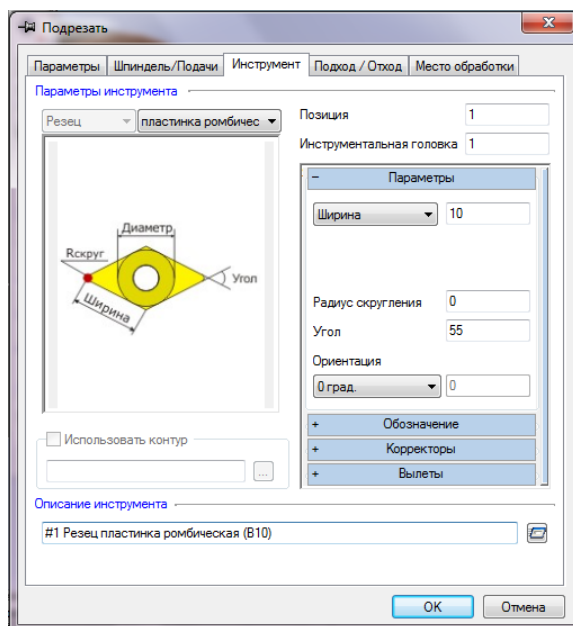 Подрезать
Параметры Шпиндель/Подачи Инструмент Подход / Отход Место обработки
Параметры инструмента
Резец пластинка ромбичес
Позиция 1
Инструментальная головка 1
− Параметры
Ширина 10
Диаметр
Rскруг
Угол
Ширина
Радиус скругления 0
Угол 55
Ориентация
0 град. 0
+ Обозначение
+ Корректоры
+ Вылеты
Использовать контур
...
Описание инструмента
#1 Резец пластинка ромбическая (B10)
OK Отмена